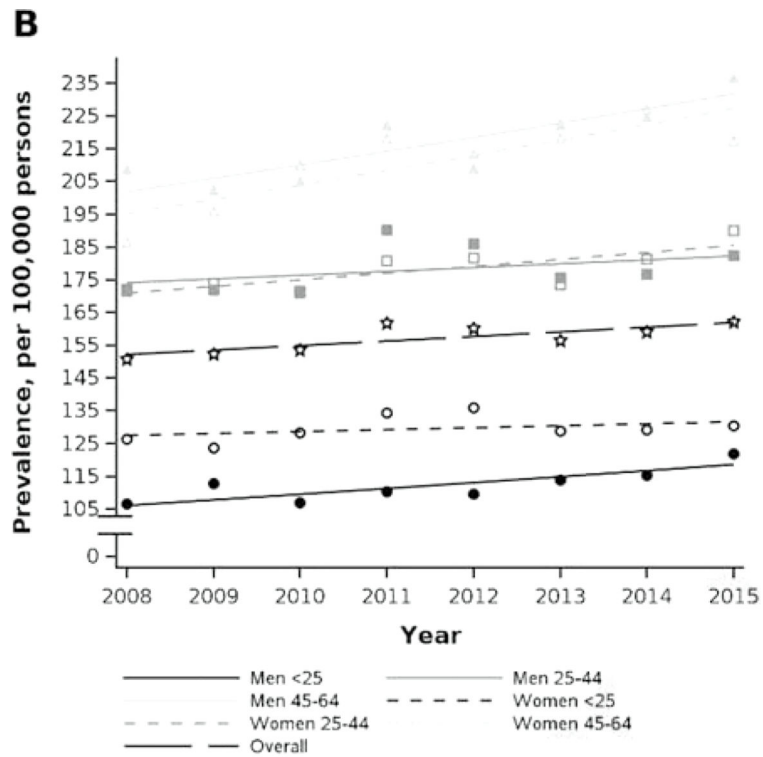 B
Prevalence, per 100,000 persons
235
225
215
205
195
185
175
165
155
145
135
125
115
105
0
2008 2009 2010 2011 2012 2013 2014 2015
Year
Men <25 Men 25-44
Men 45-64 Women <25
Women 25-44 Women 45-64
Overall